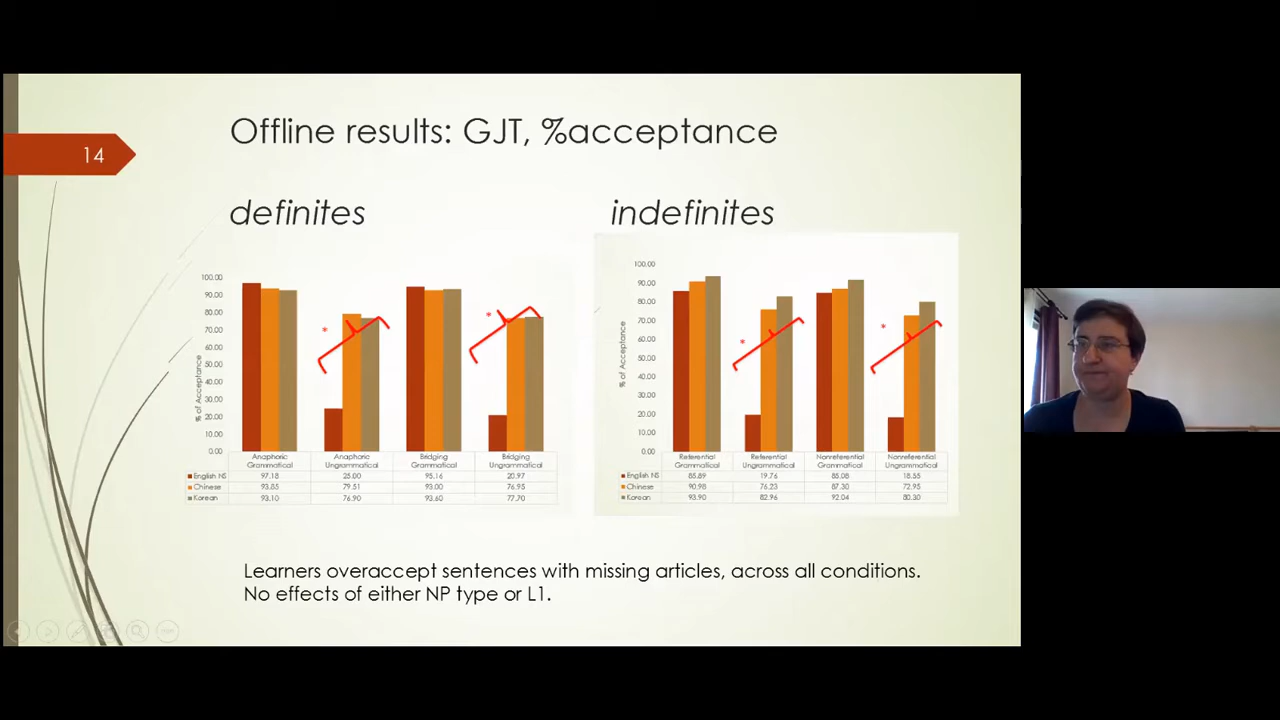 Offline results: GJT, %acceptance
14
definites
indefinites
100.00
90.00
80.00
70.00
60.00
50.00
40.00
30.00
20.00
10.00
0.00
% of Acceptance
Anaphoric Grammatical
Anaphoric Ungrammatical
Bridging Grammatical
Bridging Ungrammatical
English NS 97.18 25.00 95.16 20.97
Chinese 93.85 79.51 93.00 76.95
Korean 93.10 76.90 93.60 77.70
* *
100.00
90.00
80.00
70.00
60.00
50.00
40.00
30.00
20.00
10.00
0.00
% of Acceptance
Referential Grammatical
Referential Ungrammatical
Nonreferential Grammatical
Nonreferential Ungrammatical
English NS 85.89 19.76 85.08 18.55
Chinese 90.98 76.23 87.30 72.95
Korean 93.90 82.96 92.04 80.30
* *
Learners overaccept sentences with missing articles, across all conditions.
No effects of either NP type or L1.